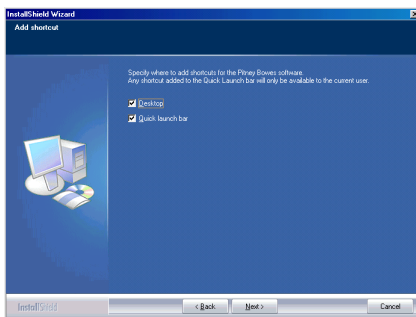 InstallShield Wizard
Add shortcut
Specify where to add shortcuts for the Pitney Bowes software.
Any shortcut added to the Quick Launch bar will only be available to the current user.
Desktop
Quick launch bar
InstallShield
< Back
Next >
Cancel